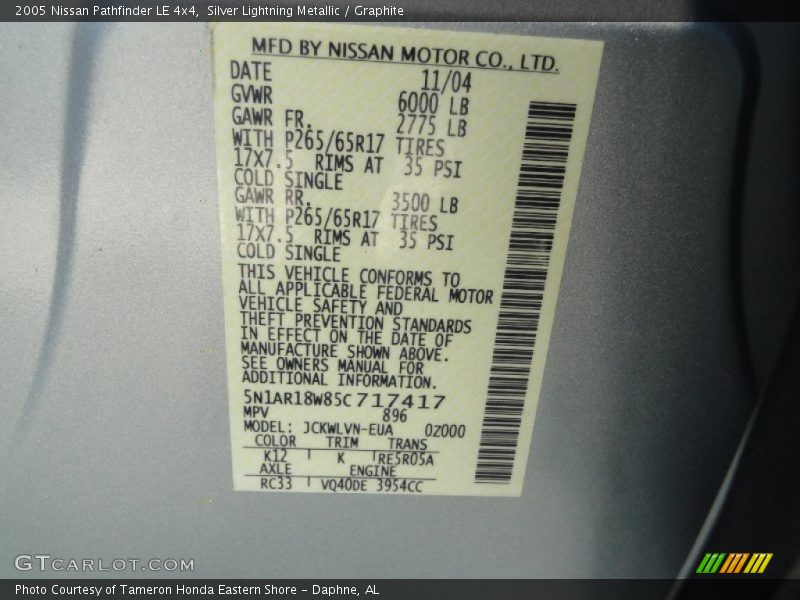 2005 Nissan Pathfinder LE 4x4, Silver Lightning Metallic / Graphite
MFD BY NISSAN MOTOR CO., LTD.
DATE 11/04
GVWR 6000 LB
GAWR FR. 2775 LB
WITH P265/65R17 TIRES
17X7.5 RIMS AT 35 PSI
COLD SINGLE
GAWR RR. 3500 LB
WITH P265/65R17 TIRES
17X7.5 RIMS AT 35 PSI
COLD SINGLE
THIS VEHICLE CONFORMS TO
ALL APPLICABLE FEDERAL MOTOR
VEHICLE SAFETY AND
THEFT PREVENTION STANDARDS
IN EFFECT ON THE DATE OF
MANUFACTURE SHOWN ABOVE.
SEE OWNERS MANUAL FOR
ADDITIONAL INFORMATION.
5N1AR18W85C717417
MPV 896
MODEL: JCKWLVN-EUA 0Z000
COLOR TRIM TRANS
K12 K RE5R05A
AXLE ENGINE
RC33 VQ40DE 3954CC
GTCARLOT.COM
Photo Courtesy of Tameron Honda Eastern Shore - Daphne, AL